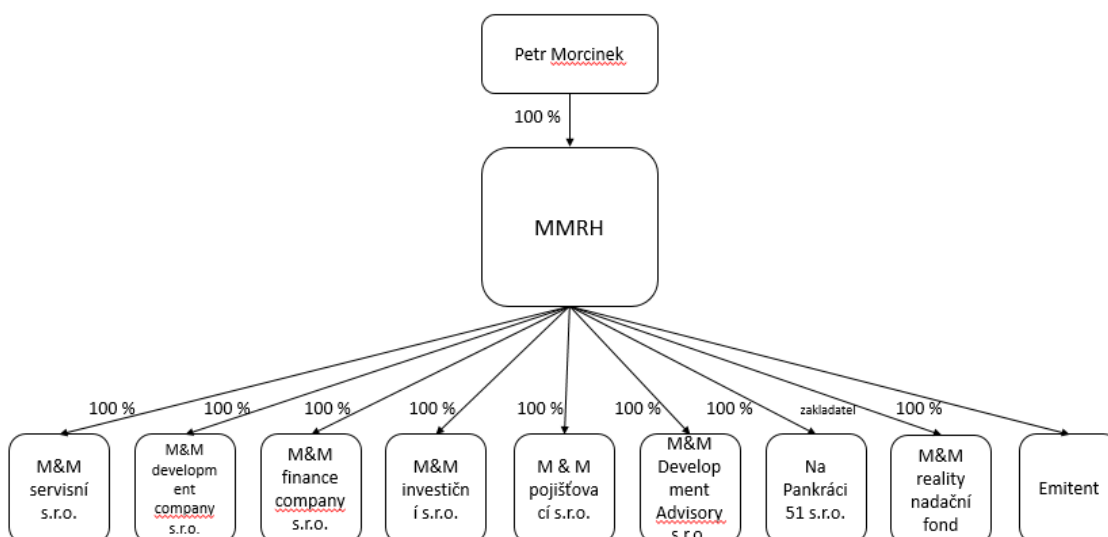 Petr Morcinek
100 %
MMRH
100 %
100 %
100 %
100 %
100 %
100 %
100 %
zakladatel
100 %
M&M
servisní
s.r.o.
M&M
developm
ent
company
s.r.o.
M&M
finance
company
s.r.o.
M&M
investičn
í s.r.o.
M & M
pojišťova
cí s.r.o.
M&M
Develop
ment
Advisory
s.r.o.
Na
Pankráci
51 s.r.o.
M&M
reality
nadační
fond
Emitent